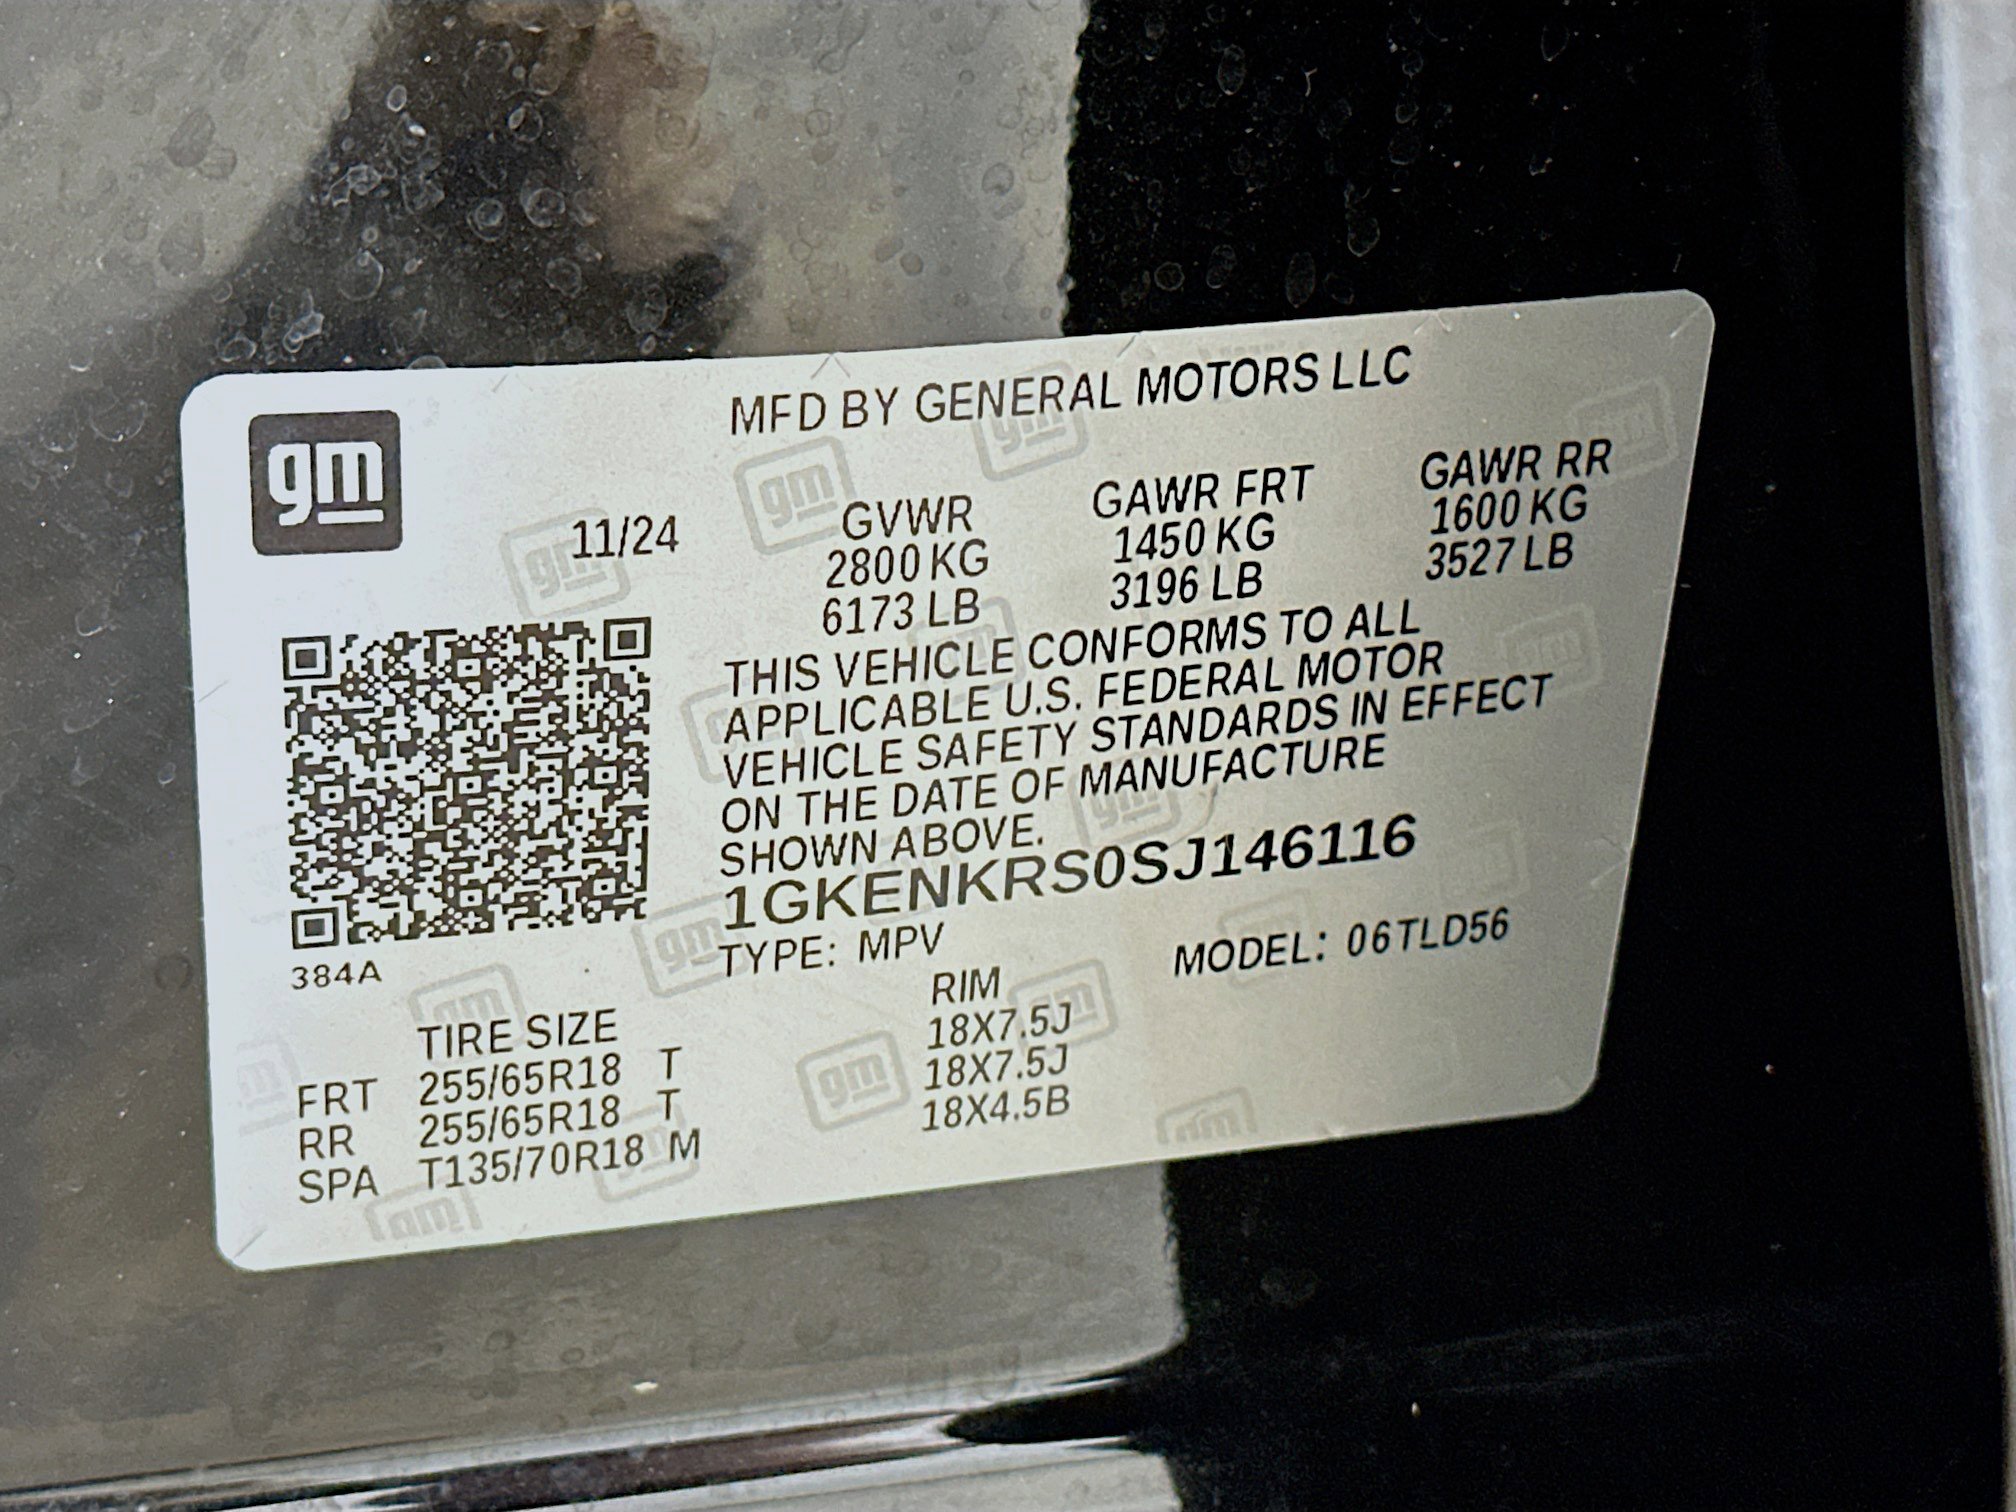 gm
MFD BY GENERAL MOTORS LLC
11/24
GVWR GAWR FRT GAWR RR
2800 KG 1450 KG 1600 KG
6173 LB 3196 LB 3527 LB
THIS VEHICLE CONFORMS TO ALL
APPLICABLE U.S. FEDERAL MOTOR
VEHICLE SAFETY STANDARDS IN EFFECT
ON THE DATE OF MANUFACTURE
SHOWN ABOVE.
1GKENKRS0SJ146116
TYPE: MPV MODEL: 06TLD56
384A
TIRE SIZE RIM
FRT 255/65R18 T 18X7.5J
RR 255/65R18 T 18X7.5J
SPA T135/70R18 M 18X4.5B